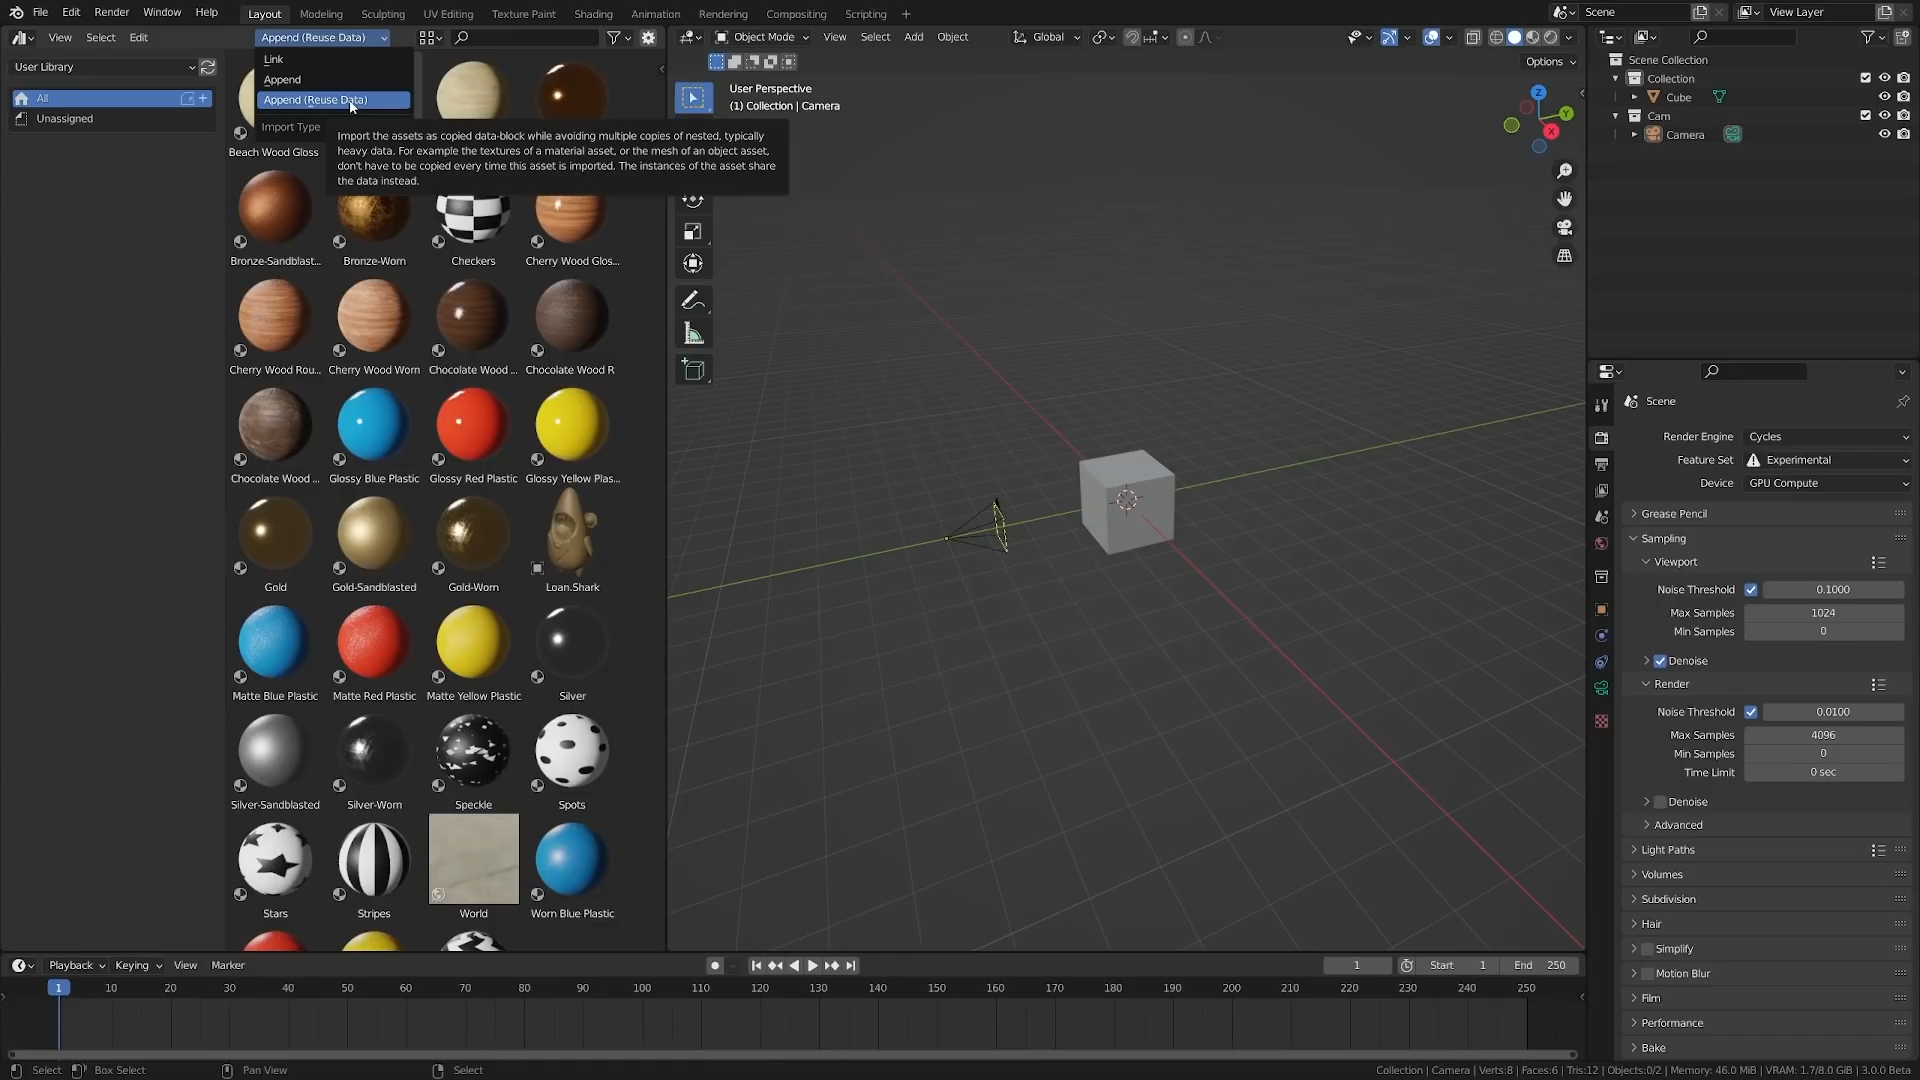 File Edit Render Window Help Layout Modeling Sculpting UV Editing Texture Paint Shading Animation Rendering Compositing Scripting + Scene View Layer
View Select Edit Append (Reuse Data) Object Mode View Select Add Object Global
Link
Append
Append (Reuse Data)
Import Type
Import the assets as copied data-block while avoiding multiple copies of nested, typically
heavy data. For example the textures of a material asset, or the mesh of an object asset,
don't have to be copied every time this asset is imported. The instances of the asset share
the data instead.
User Library
All
Unassigned
Beach Wood Gloss
Bronze-Sandblast... Bronze-Worn Checkers Cherry Wood Glos...
Cherry Wood Rou... Cherry Wood Worn Chocolate Wood ... Chocolate Wood R
Chocolate Wood ... Glossy Blue Plastic Glossy Red Plastic Glossy Yellow Plas...
Gold Gold-Sandblasted Gold-Worn Loan.Shark
Matte Blue Plastic Matte Red Plastic Matte Yellow Plastic Silver
Silver-Sandblasted Silver-Worn Speckle Spots
Stars Stripes World Worn Blue Plastic
Options
User Perspective
(1) Collection | Camera
Z
Y
X
Scene Collection
Collection
Cube
Cam
Camera
Scene
Render Engine Cycles
Feature Set Experimental
Device GPU Compute
Grease Pencil
Sampling
Viewport
Noise Threshold 0.1000
Max Samples 1024
Min Samples 0
Denoise
Render
Noise Threshold 0.0100
Max Samples 4096
Min Samples 0
Time Limit 0 sec
Denoise
Advanced
Light Paths
Volumes
Subdivision
Hair
Simplify
Motion Blur
Film
Performance
Bake
Playback Keying View Marker 1 Start 1 End 250
1 10 20 30 40 50 60 70 80 90 100 110 120 130 140 150 160 170 180 190 200 210 220 230 240 250
Select Box Select Pan View Select Collection | Camera | Verts:8 | Faces:6 | Tris:12 | Objects:0/2 | Memory: 46.0 MiB | VRAM: 1.7/8.0 GiB | 3.0.0 Beta